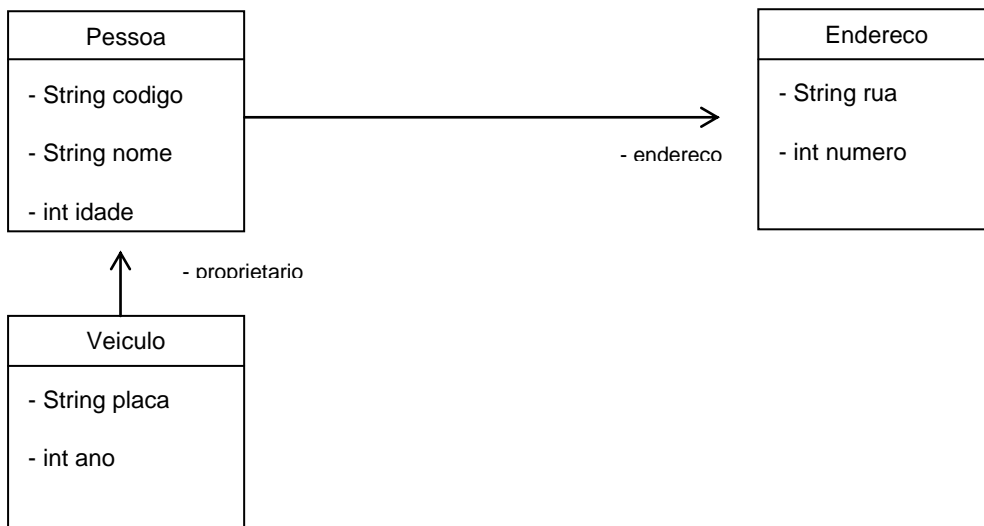 Pessoa
- String codigo
- String nome
- int idade
- endereco
Endereco
- String rua
- int numero
- proprietario
Veiculo
- String placa
- int ano